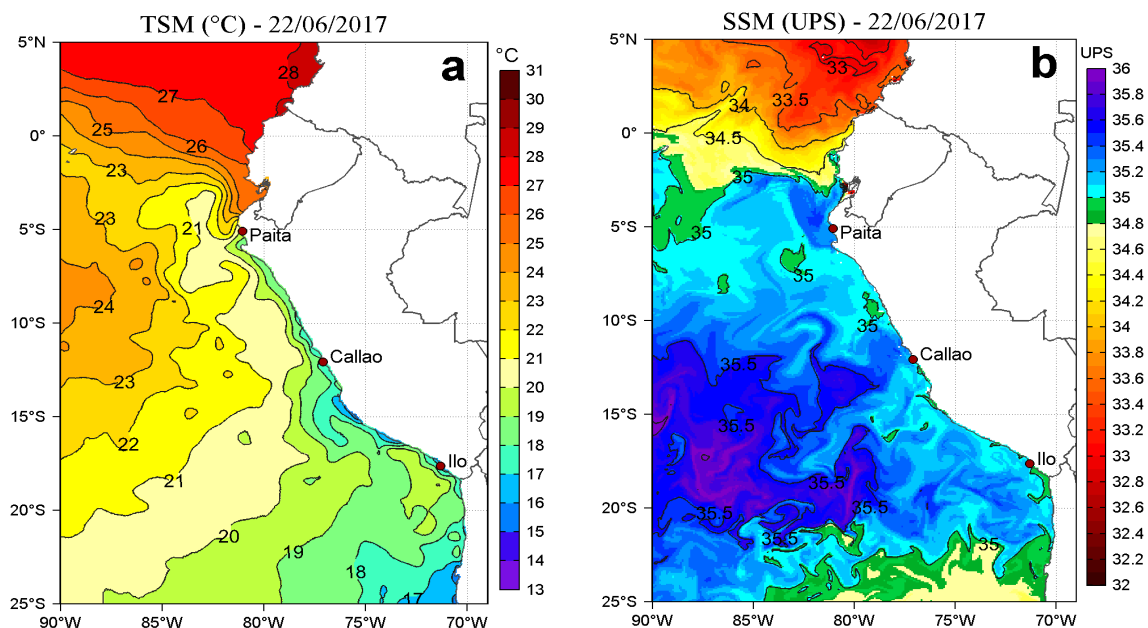 TSM (°C) - 22/06/2017
a
°C
5°N
0°
5°S
10°S
15°S
20°S
25°S
90°W
85°W
80°W
75°W
70°W
28
27
25
26
23
23
21
24
23
22
21
20
19
18
17
Paita
Callao
Ilo
31
30
29
28
27
26
25
24
23
22
21
20
19
18
17
16
15
14
13
SSM (UPS) - 22/06/2017
b
UPS
5°N
0°
5°S
10°S
15°S
20°S
25°S
90°W
85°W
80°W
75°W
70°W
33
34
33.5
34.5
35
35
35
35
35.5
35.5
35.5
35.5
35.5
35.5
35
Paita
Callao
Ilo
36
35.8
35.6
35.4
35.2
35
34.8
34.6
34.4
34.2
34
33.8
33.6
33.4
33.2
33
32.8
32.6
32.4
32.2
32